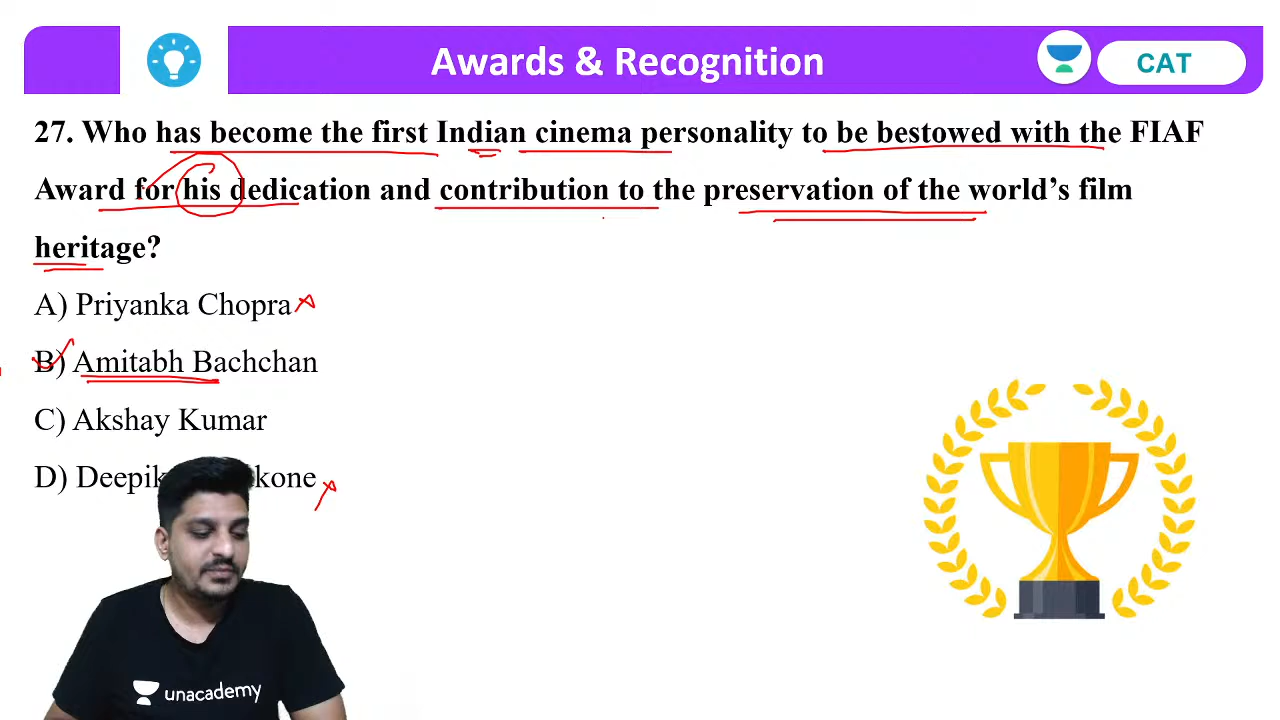 Awards & Recognition
CAT
27. Who has become the first Indian cinema personality to be bestowed with the FIAF
Award for his dedication and contribution to the preservation of the world's film
heritage?
A) Priyanka Chopra
B) Amitabh Bachchan
C) Akshay Kumar
D)
unacademy